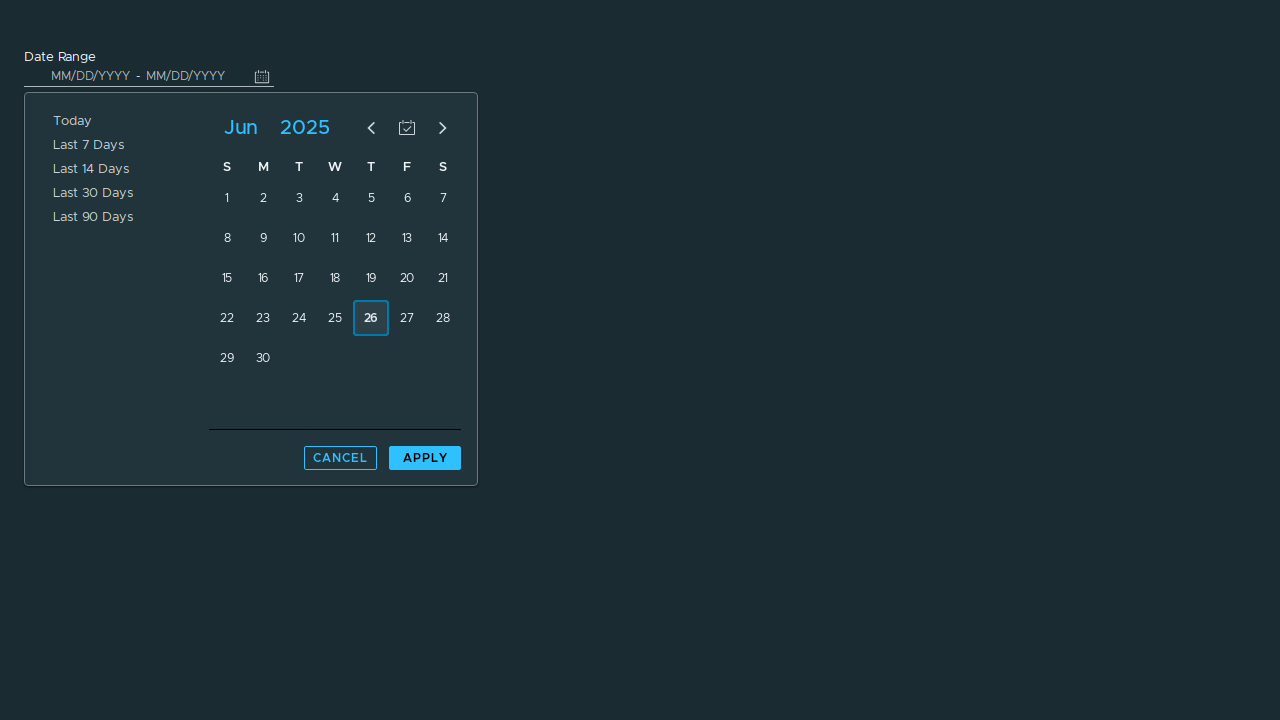 Date Range
MM/DD/YYYY - MM/DD/YYYY
Today
Last 7 Days
Last 14 Days
Last 30 Days
Last 90 Days
Jun 2025
S M T W T F S
1 2 3 4 5 6 7
8 9 10 11 12 13 14
15 16 17 18 19 20 21
22 23 24 25 26 27 28
29 30
CANCEL APPLY